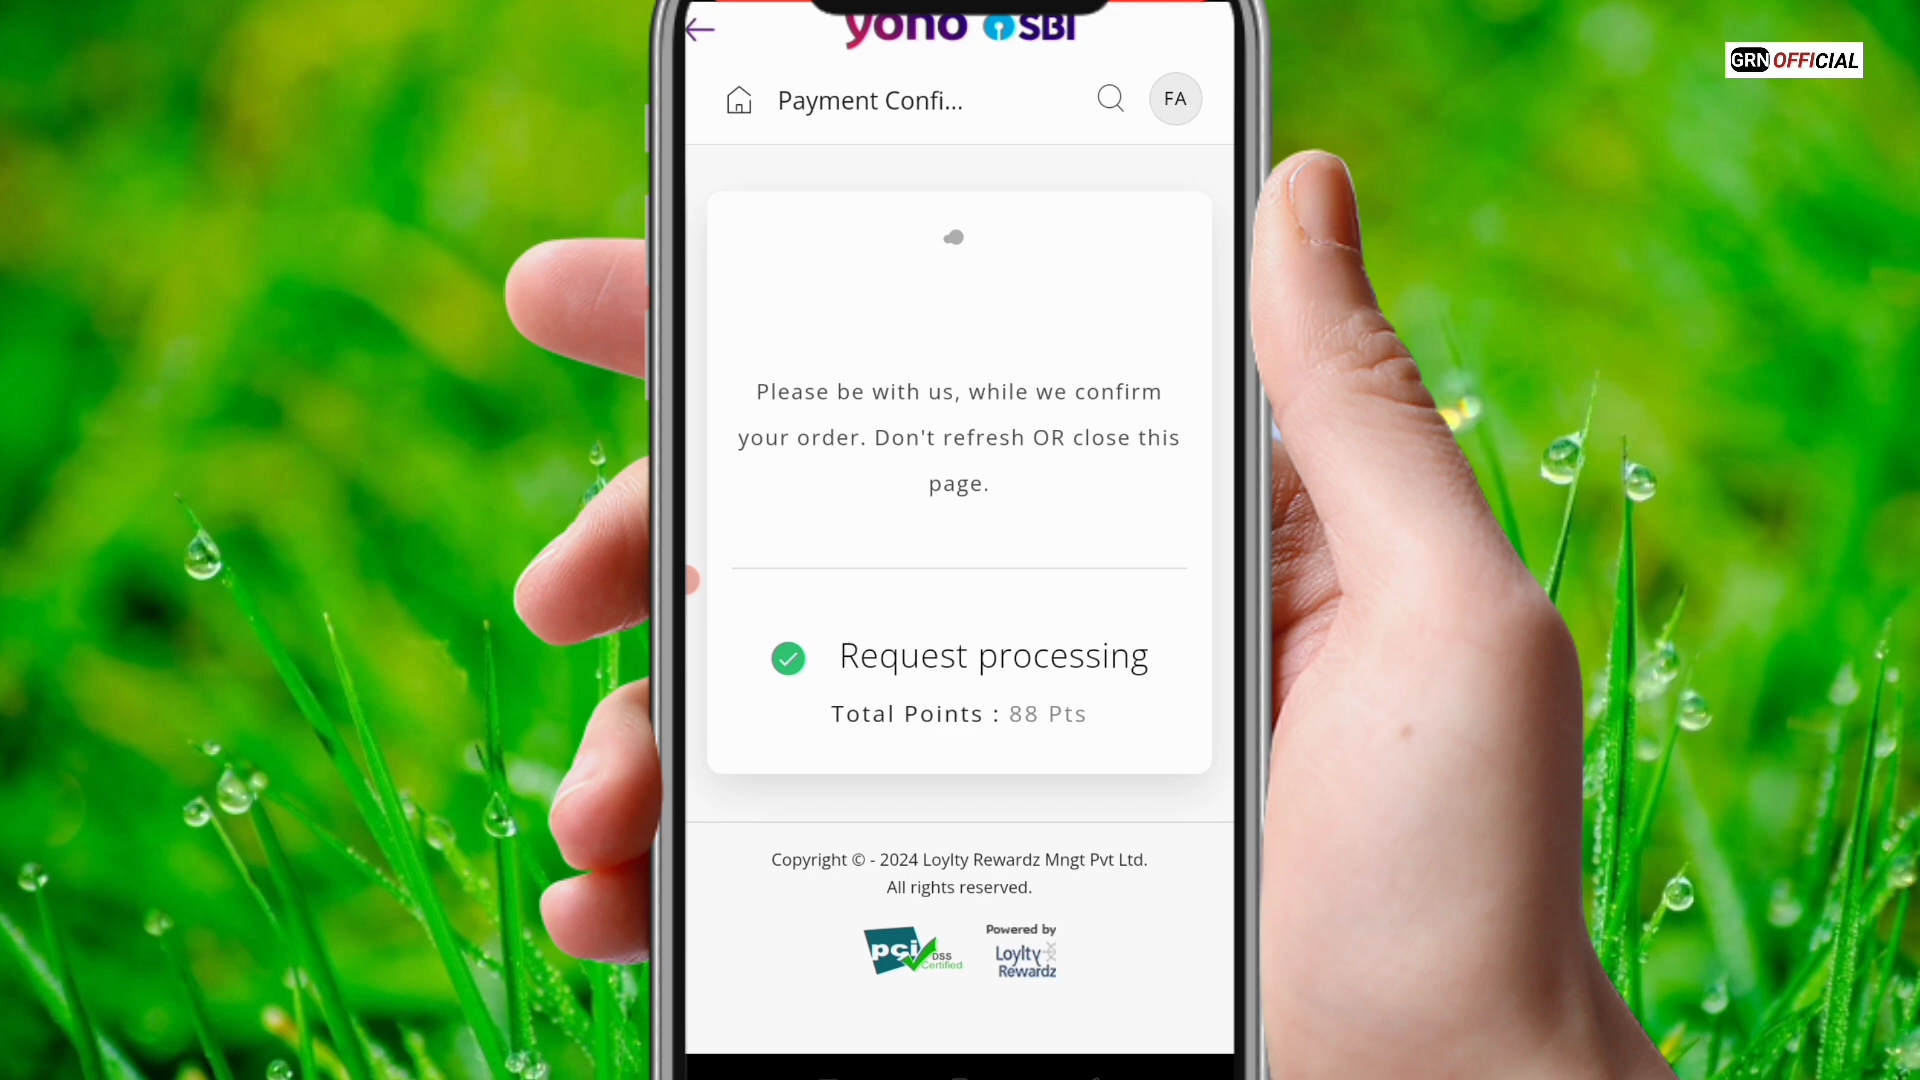 yono SBI
GRN OFFICIAL
Payment Confi...
FA
Please be with us, while we confirm
your order. Don't refresh OR close this
page.
Request processing
Total Points : 88 Pts
Copyright © - 2024 Loylty Rewardz Mngt Pvt Ltd.
All rights reserved.
pci DSS Certified
Powered by
Loylty
Rewardz